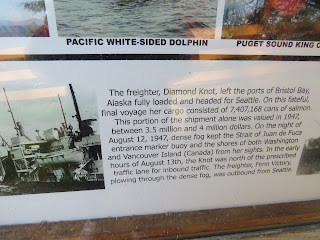 PACIFIC WHITE-SIDED DOLPHIN
PUGET SOUND KING C
The freighter, Diamond Knot, left the ports of Bristol Bay,
Alaska fully loaded and headed for Seattle. On this fateful,
final voyage her cargo consisted of 7,407,168 cans of salmon.
This portion of the shipment alone was valued in 1947,
between 3.5 million and 4 million dollars. On the night of
August 12, 1947, dense fog kept the Strait of Juan de Fuca
entrance marker buoy and the shores of both Washington
and Vancouver Island (Canada) from her sights. In the early
hours of August 13th, the Knot was north of the prescribed
traffic lane for inbound traffic. The freighter, Fenn Victory,
plowing through the dense fog, was outbound from Seattle.